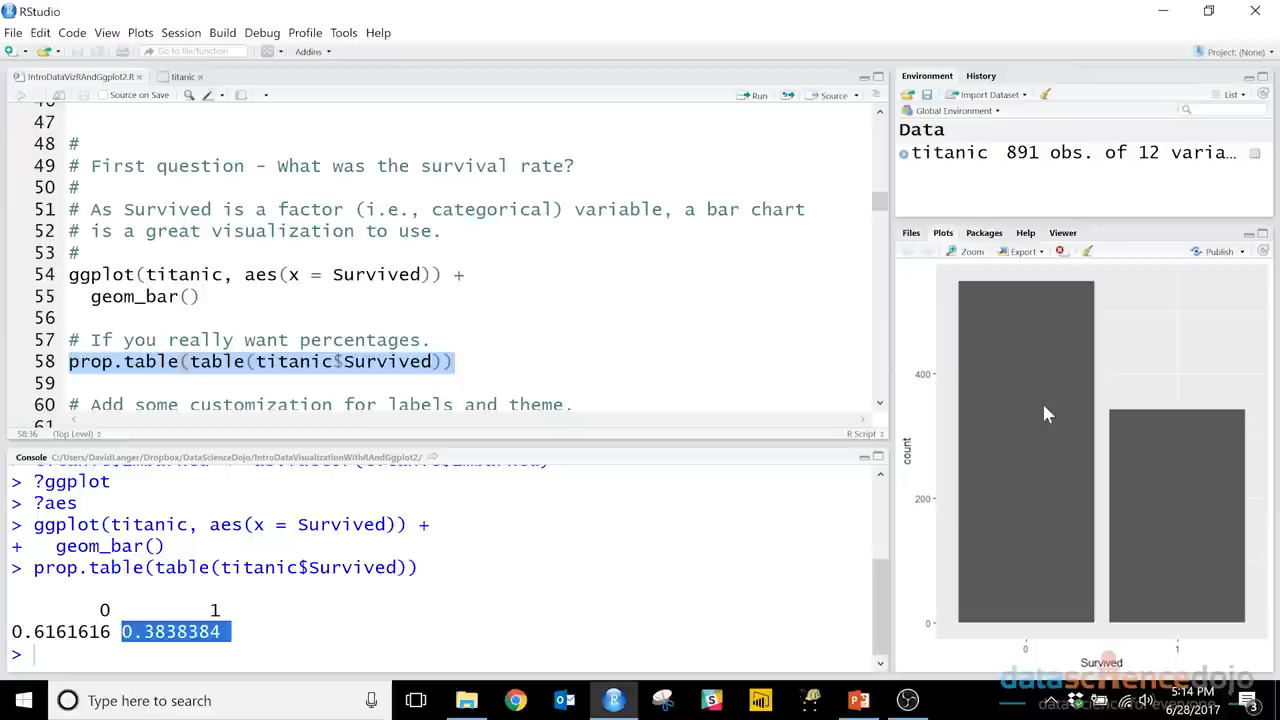 RStudio
File Edit Code View Plots Session Build Debug Profile Tools Help
Go to file/function Addins Project: (None)
IntroDataVizRAndGgplot2.R titanic
Source on Save Run Source
47
48 #
49 # First question - What was the survival rate?
50 #
51 # As Survived is a factor (i.e., categorical) variable, a bar chart
52 # is a great visualization to use.
53 #
54 ggplot(titanic, aes(x = Survived)) +
55 geom_bar()
56
57 # If you really want percentages.
58 prop.table(table(titanic$Survived))
59
60 # Add some customization for labels and theme.
61
58:36 (Top Level) R Script
Console C:/Users/DavidLanger/Dropbox/DataScienceDojo/IntroDataVisualizationWithRAndGgplot2/
> ?ggplot
> ?aes
> ggplot(titanic, aes(x = Survived)) +
+ geom_bar()
> prop.table(table(titanic$Survived))
0 1
0.6161616 0.3838384
>
Environment History
Import Dataset List
Global Environment
Data
titanic 891 obs. of 12 varia…
Files Plots Packages Help Viewer
Zoom Export Publish
400
200
0
count
0 1
Survived
datasciencedojo
data science for everyone
Type here to search
5:14 PM
6/28/2017
3